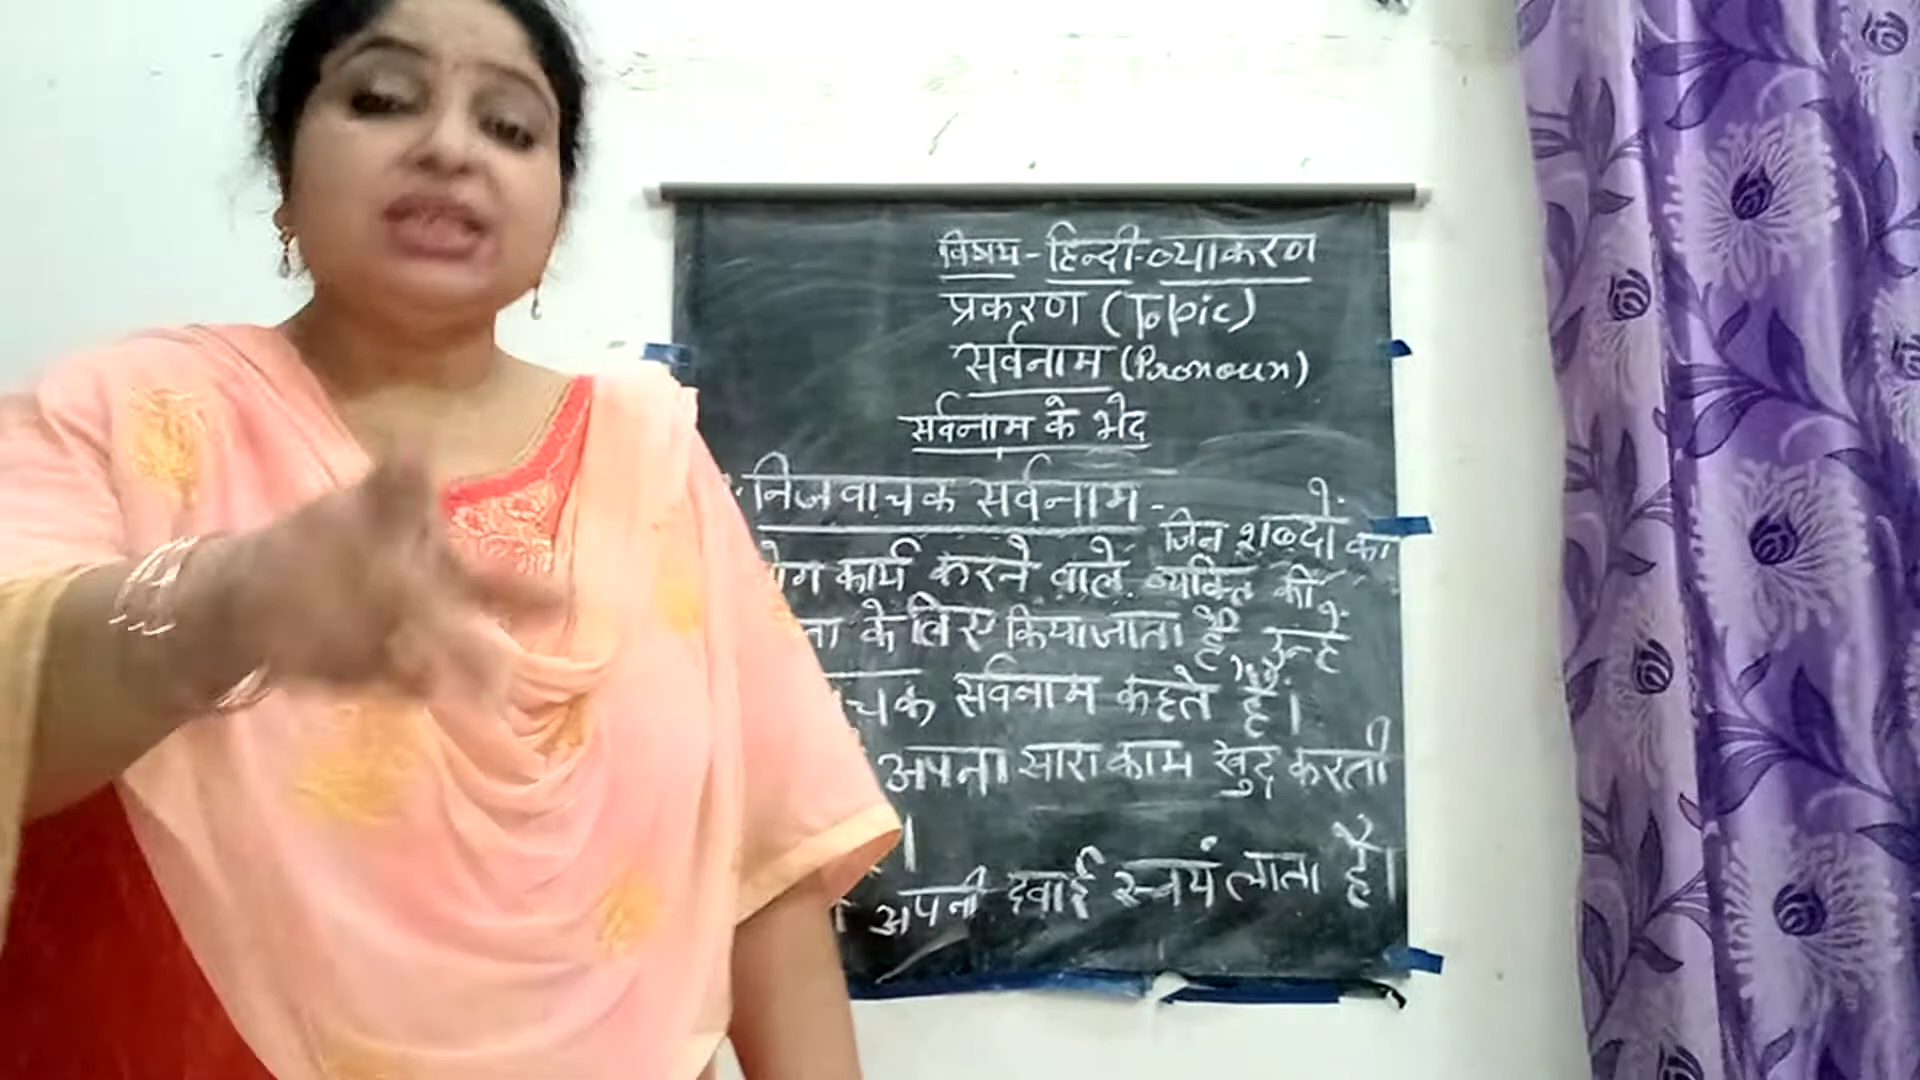 विषय-हिन्दी-व्याकरण
प्रकरण (Topic)
सर्वनाम (Pronoun)
सर्वनाम के भेद
निजवाचक सर्वनाम - जिन शब्दों का
कार्य करने वाले व्यक्ति की
के लिए किया जाता है उन्हें
सर्वनाम कहते हैं।
अपना सारा काम खुद करती
।
अपनी दवाई स्वयं लाता है।